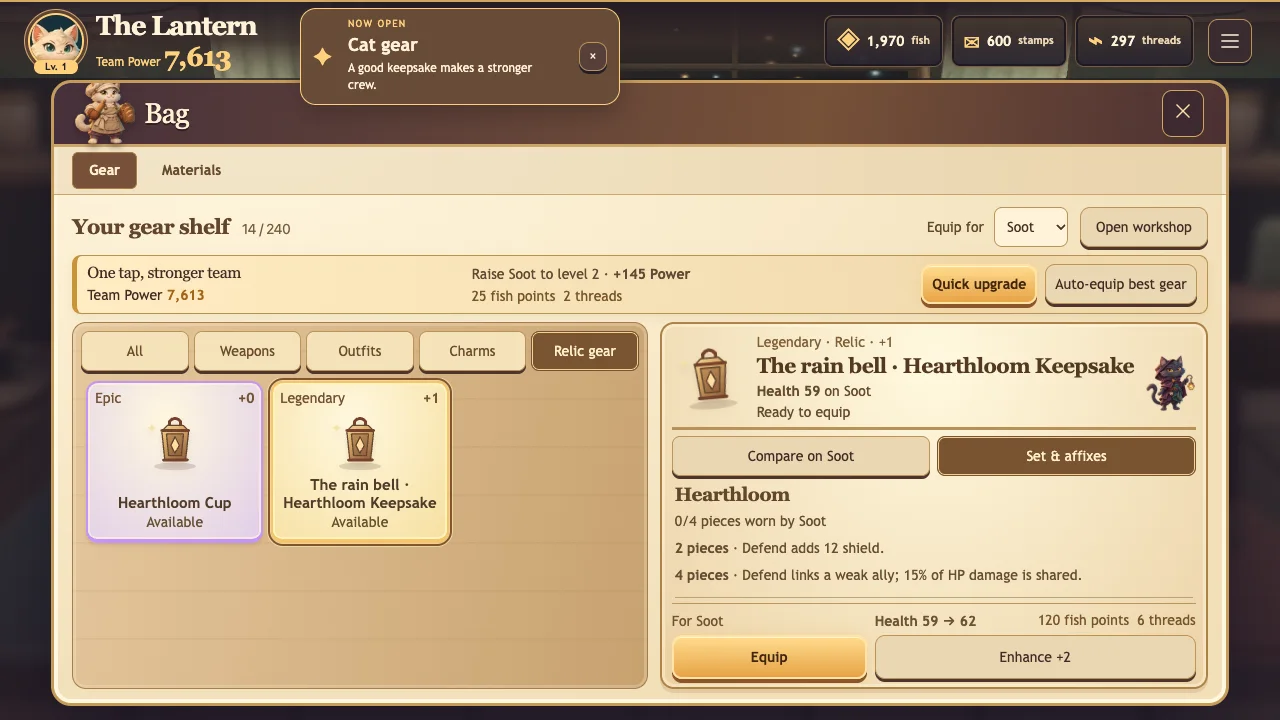 The Lantern
Lv. 1
Team Power 7,613
NOW OPEN
Cat gear
A good keepsake makes a stronger
crew.
×
1,970 fish
600 stamps
297 threads
Bag
Gear
Materials
Your gear shelf 14 / 240
Equip for
Soot
Open workshop
One tap, stronger team
Team Power 7,613
Raise Soot to level 2 · +145 Power
25 fish points 2 threads
Quick upgrade
Auto-equip best gear
All
Weapons
Outfits
Charms
Relic gear
Epic +0
Hearthloom Cup
Available
Legendary +1
The rain bell ·
Hearthloom Keepsake
Available
Legendary · Relic · +1
The rain bell · Hearthloom Keepsake
Health 59 on Soot
Ready to equip
Compare on Soot
Set & affixes
Hearthloom
0/4 pieces worn by Soot
2 pieces · Defend adds 12 shield.
4 pieces · Defend links a weak ally; 15% of HP damage is shared.
For Soot
Health 59 → 62
120 fish points 6 threads
Equip
Enhance +2